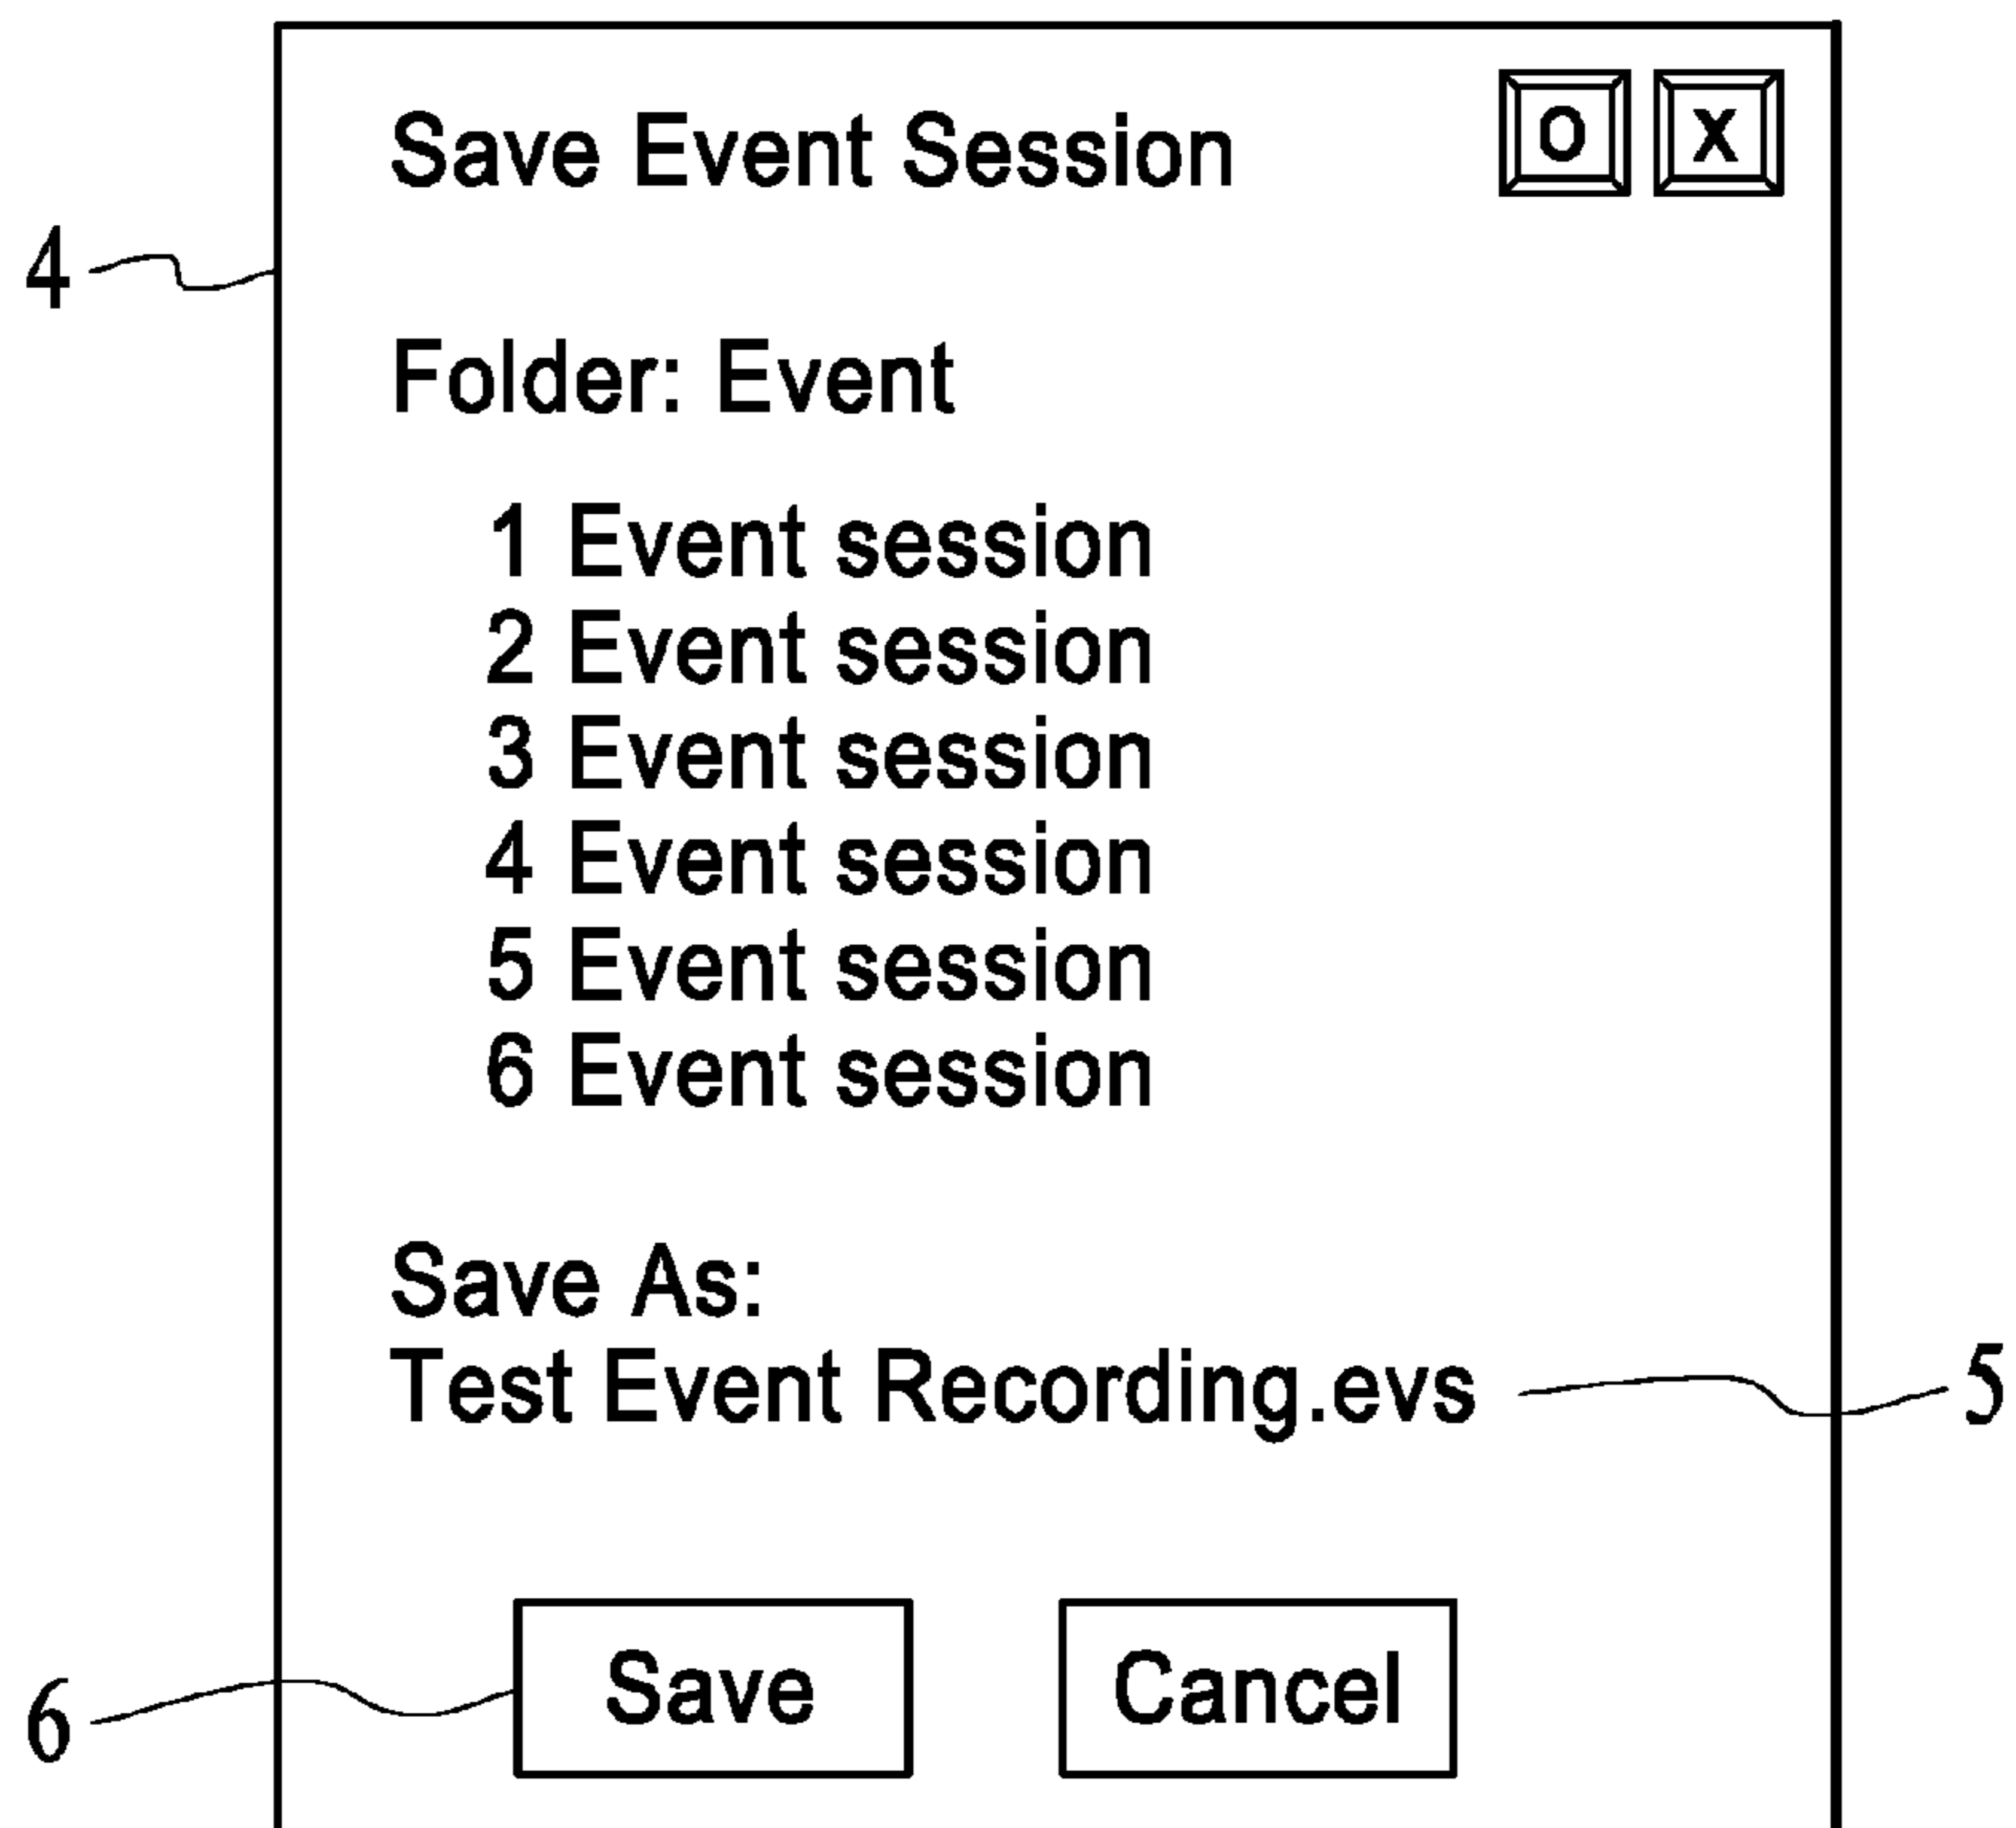 Save Event Session O X
4
Folder: Event
1 Event session
2 Event session
3 Event session
4 Event session
5 Event session
6 Event session
Save As:
Test Event Recording.evs 5
Save Cancel
6